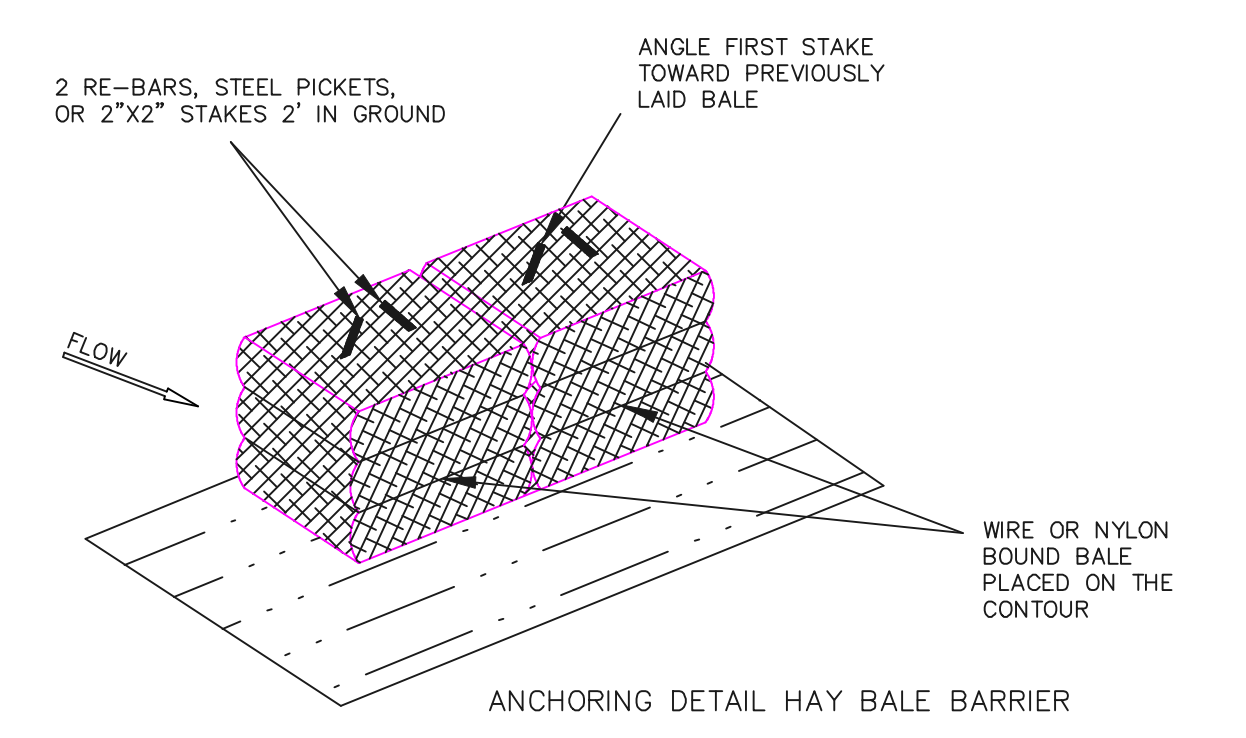 ANGLE FIRST STAKE
TOWARD PREVIOUSLY
LAID BALE
2 RE-BARS, STEEL PICKETS,
OR 2"X2" STAKES 2' IN GROUND
FLOW
WIRE OR NYLON
BOUND BALE
PLACED ON THE
CONTOUR
ANCHORING DETAIL HAY BALE BARRIER